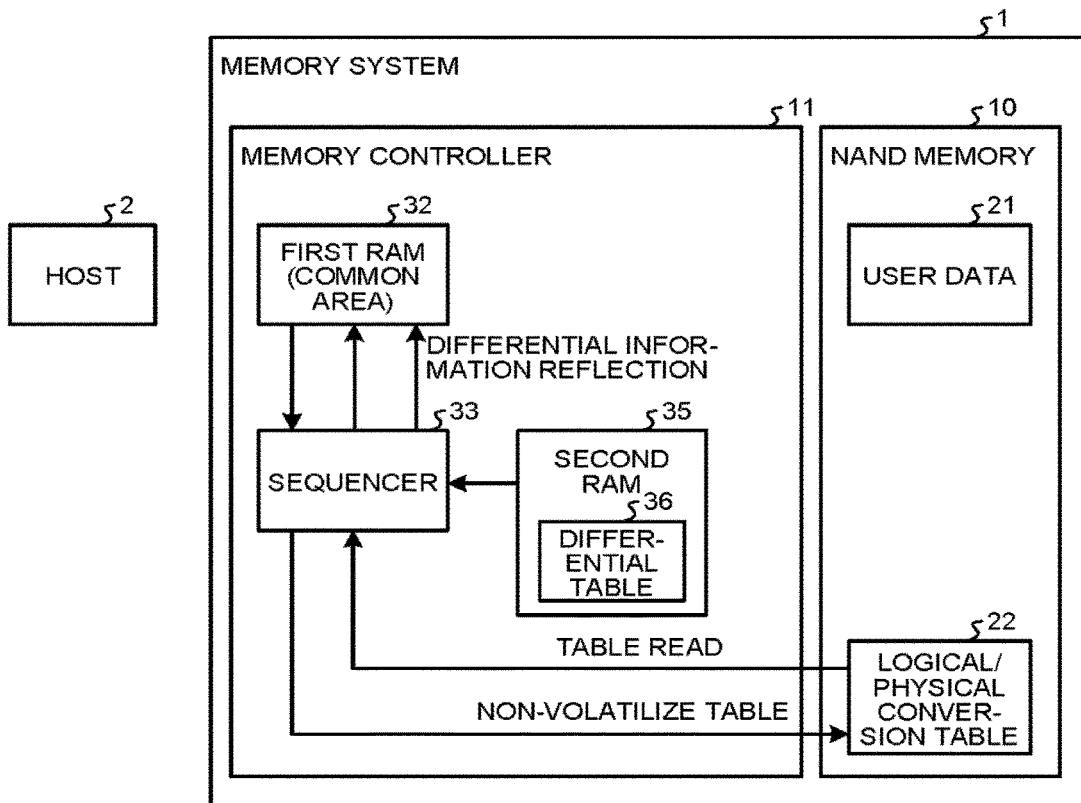 1
MEMORY SYSTEM
11
10
MEMORY CONTROLLER
NAND MEMORY
2
32
21
HOST
FIRST RAM
(COMMON
AREA)
USER DATA
DIFFERENTIAL INFOR-
MATION REFLECTION
33
35
SEQUENCER
SECOND
RAM
36
DIFFER-
ENTIAL
TABLE
TABLE READ
22
LOGICAL/
PHYSICAL
CONVER-
SION TABLE
NON-VOLATILIZE TABLE